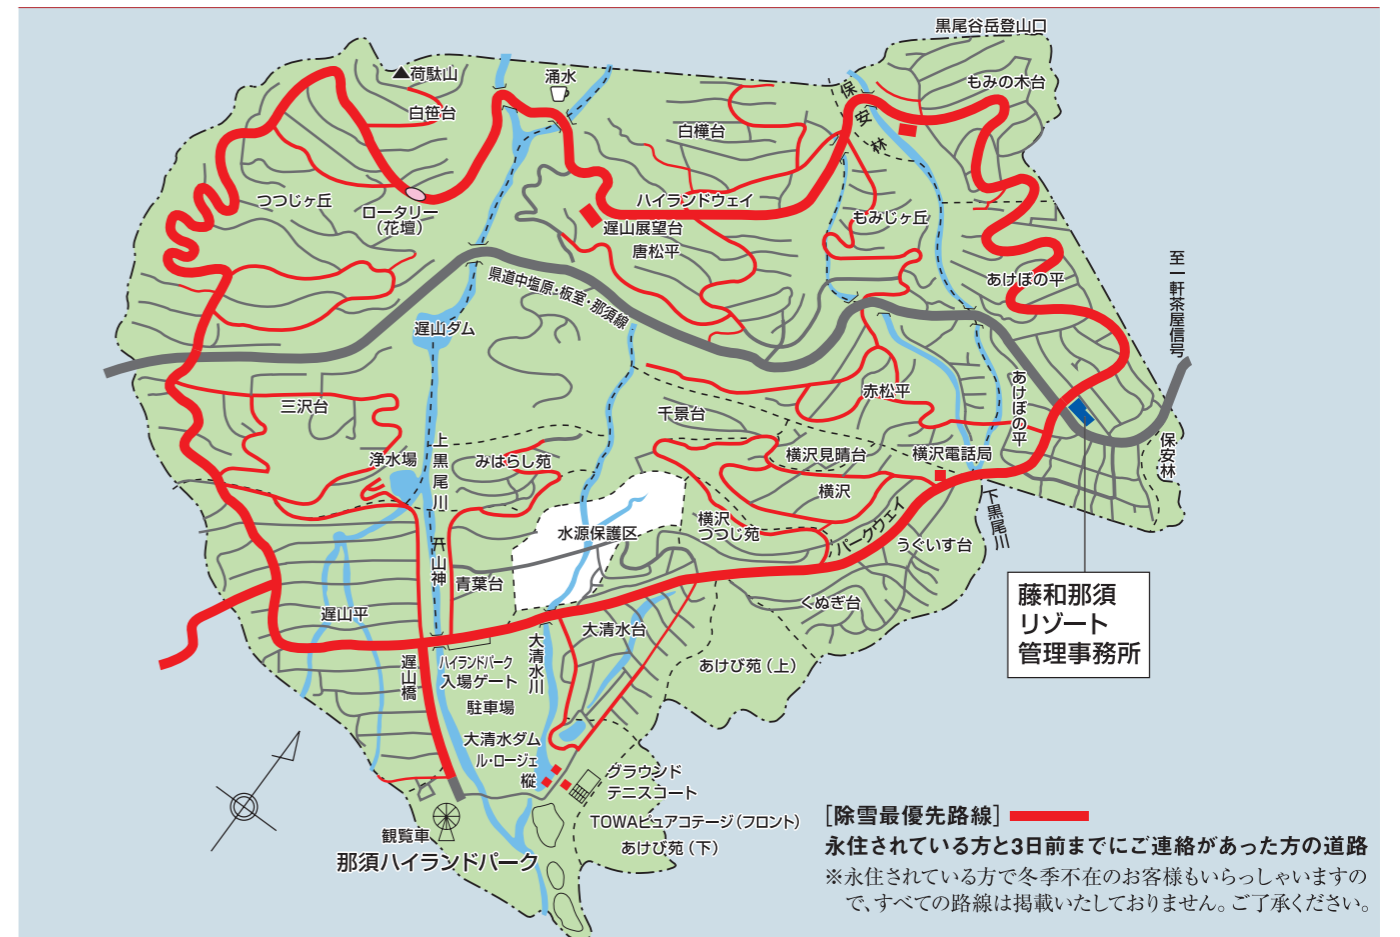 黒尾谷岳登山口
荷駄山
涌水
もみの木台
白笹台
保安林
白樺台
つつじヶ丘
ロータリー
（花壇）
ハイランドウェイ
もみじヶ丘
遅山展望台
唐松平
あけぼの平
至一軒茶屋信号
県道中塩原・板室・那須線
遅山ダム
三沢台
赤松平
あけぼの平
千景台
上黒尾川
浄水場
みはらし苑
横沢見晴台
横沢電話局
保安林
横沢
水源保護区
横沢
つつじ苑
パークウェイ
下黒尾川
うぐいす台
山神
青葉台
くぬぎ台
遅山平
大清水台
藤和那須
リゾート
管理事務所
遅山橋
ハイランドパーク
入場ゲート
大清水川
あけび苑（上）
駐車場
大清水ダム
ル・ロージェ
樅
グラウンド
テニスコート
TOWAピュアコテージ（フロント）
観覧車
あけび苑（下）
那須ハイランドパーク
［除雪最優先路線］
永住されている方と3日前までにご連絡があった方の道路
※永住されている方で冬季不在のお客様もいらっしゃいますの
で、すべての路線は掲載いたしておりません。ご了承ください。